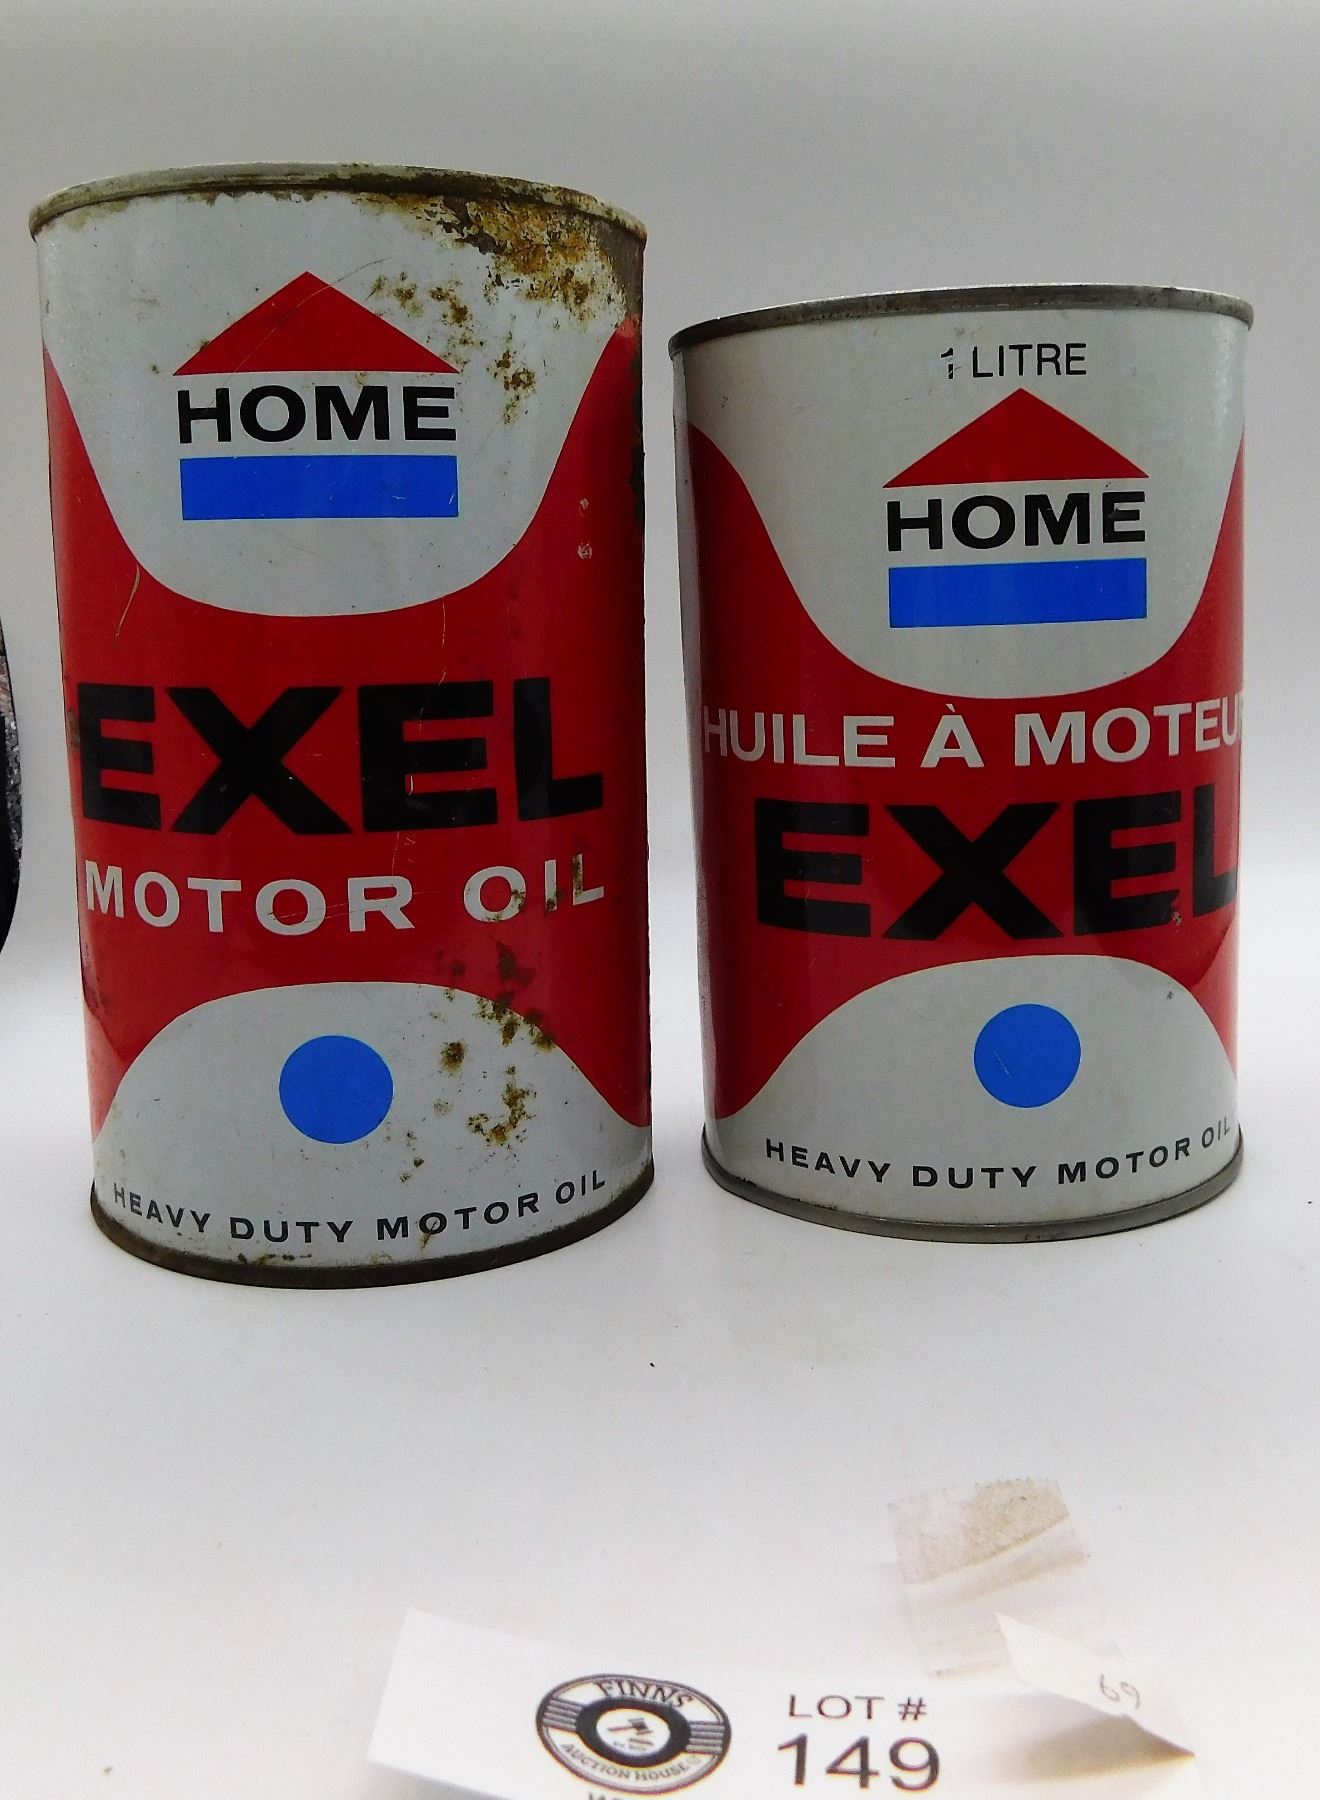 HOME
EXEL
MOTOR OIL
HEAVY DUTY MOTOR OIL
1 LITRE
HOME
HUILE À MOTEU
EXEL
HEAVY DUTY MOTOR OIL
FINNS
AUCTION HOUSE
LOT #
149
69